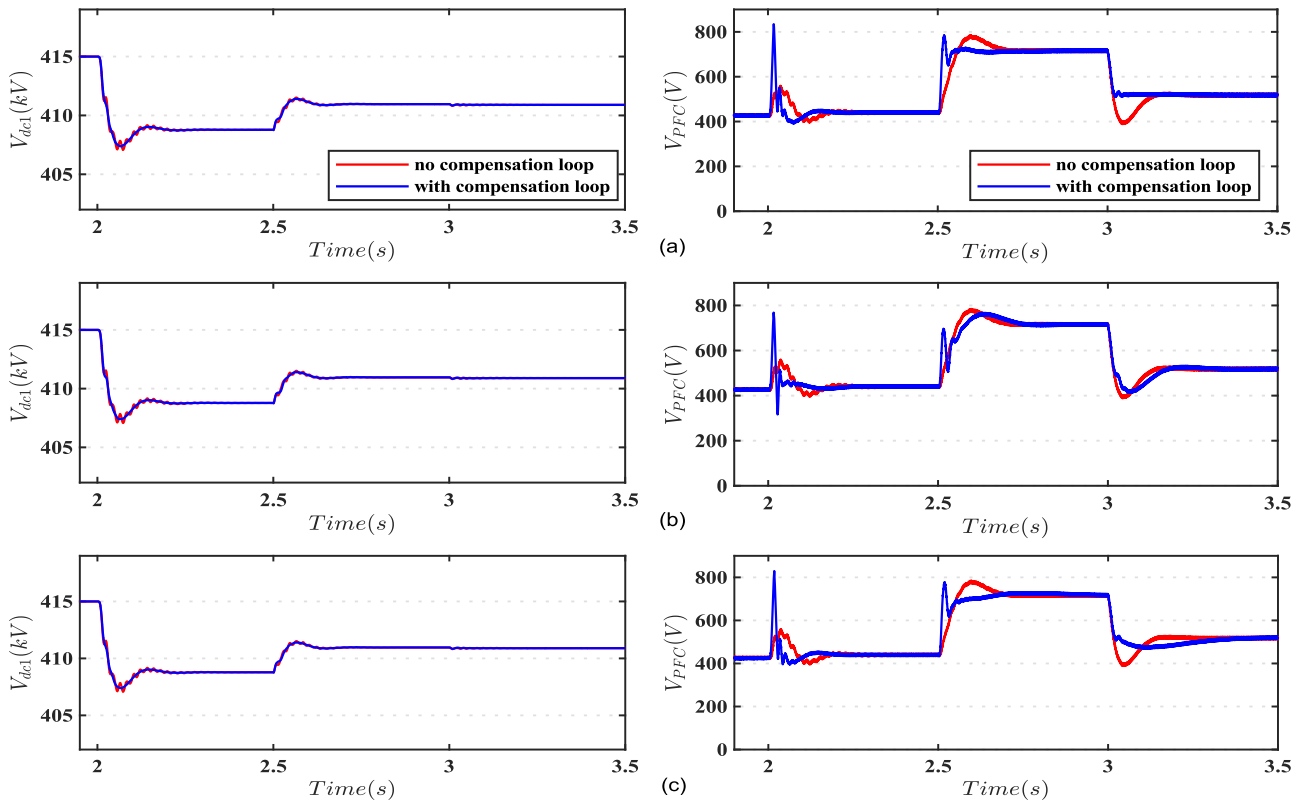 415
410
405
V_dc1(kV)
no compensation loop
with compensation loop
2 2.5 3 3.5
Time(s)
800
600
400
200
0
V_PFC(V)
no compensation loop
with compensation loop
2 2.5 3 3.5
Time(s)
(a)
415
410
405
V_dc1(kV)
2 2.5 3 3.5
Time(s)
800
600
400
200
0
V_PFC(V)
2 2.5 3 3.5
Time(s)
(b)
415
410
405
V_dc1(kV)
2 2.5 3 3.5
Time(s)
800
600
400
200
0
V_PFC(V)
2 2.5 3 3.5
Time(s)
(c)